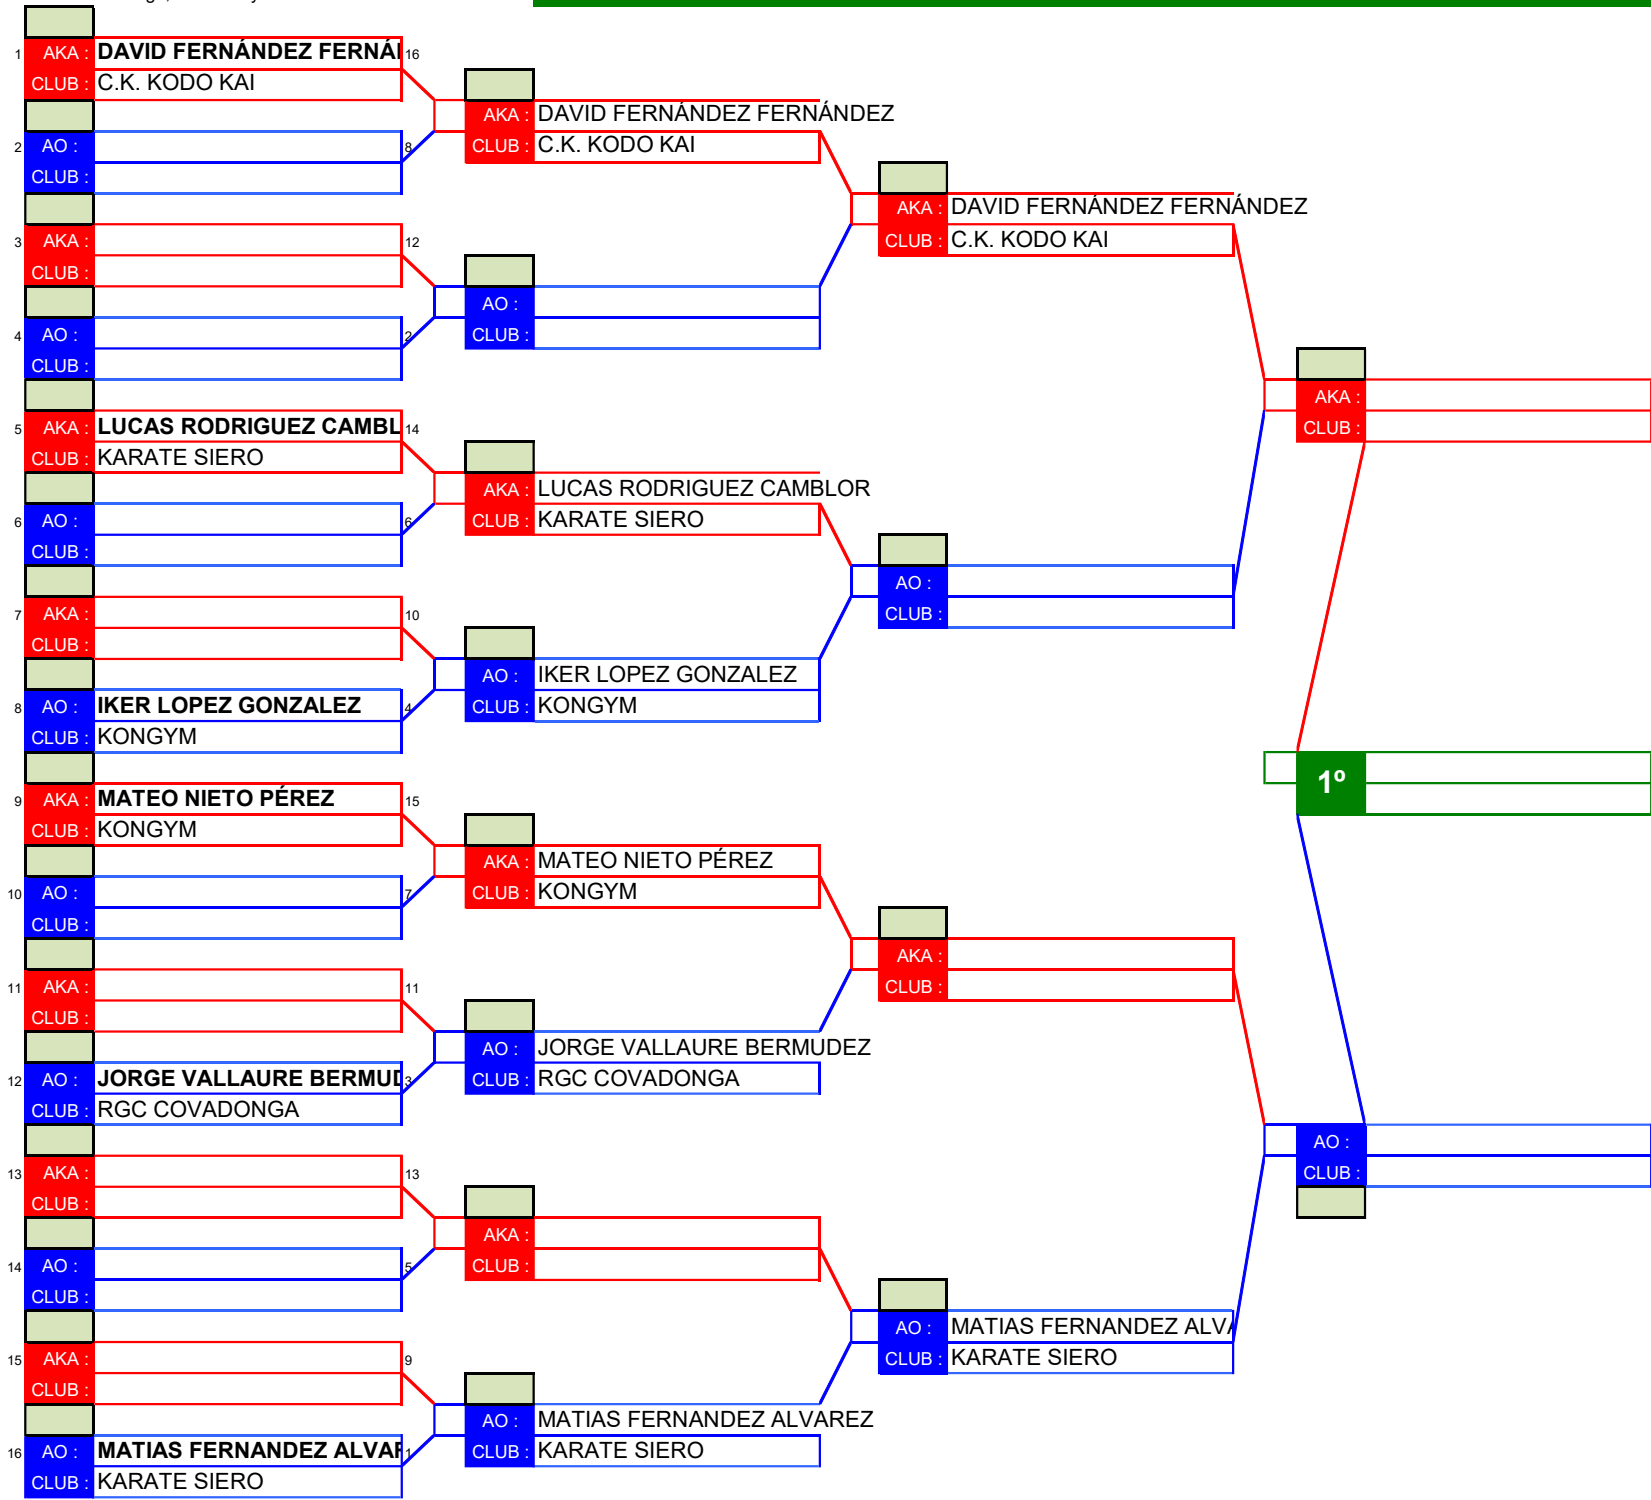 1 AKA : DAVID FERNÁNDEZ FERNÁ 16
CLUB : C.K. KODO KAI
2 AO : 8
CLUB :
3 AKA : 12
CLUB :
4 AO : 2
CLUB :
5 AKA : LUCAS RODRIGUEZ CAMBL 14
CLUB : KARATE SIERO
6 AO : 6
CLUB :
7 AKA : 10
CLUB :
8 AO : IKER LOPEZ GONZALEZ 4
CLUB : KONGYM
9 AKA : MATEO NIETO PÉREZ 15
CLUB : KONGYM
10 AO : 7
CLUB :
11 AKA : 11
CLUB :
12 AO : JORGE VALLAURE BERMUD 3
CLUB : RGC COVADONGA
13 AKA : 13
CLUB :
14 AO : 5
CLUB :
15 AKA : 9
CLUB :
16 AO : MATIAS FERNANDEZ ALVAR 1
CLUB : KARATE SIERO
AKA : DAVID FERNÁNDEZ FERNÁNDEZ
CLUB : C.K. KODO KAI
AO :
CLUB :
AKA : LUCAS RODRIGUEZ CAMBLOR
CLUB : KARATE SIERO
AO : IKER LOPEZ GONZALEZ
CLUB : KONGYM
AKA : MATEO NIETO PÉREZ
CLUB : KONGYM
AO : JORGE VALLAURE BERMUDEZ
CLUB : RGC COVADONGA
AKA :
CLUB :
AO : MATIAS FERNANDEZ ALVAREZ
CLUB : KARATE SIERO
AKA : DAVID FERNÁNDEZ FERNÁNDEZ
CLUB : C.K. KODO KAI
AO :
CLUB :
AKA :
CLUB :
AO : MATIAS FERNANDEZ ALVA
CLUB : KARATE SIERO
AKA :
CLUB :
1º
AO :
CLUB :